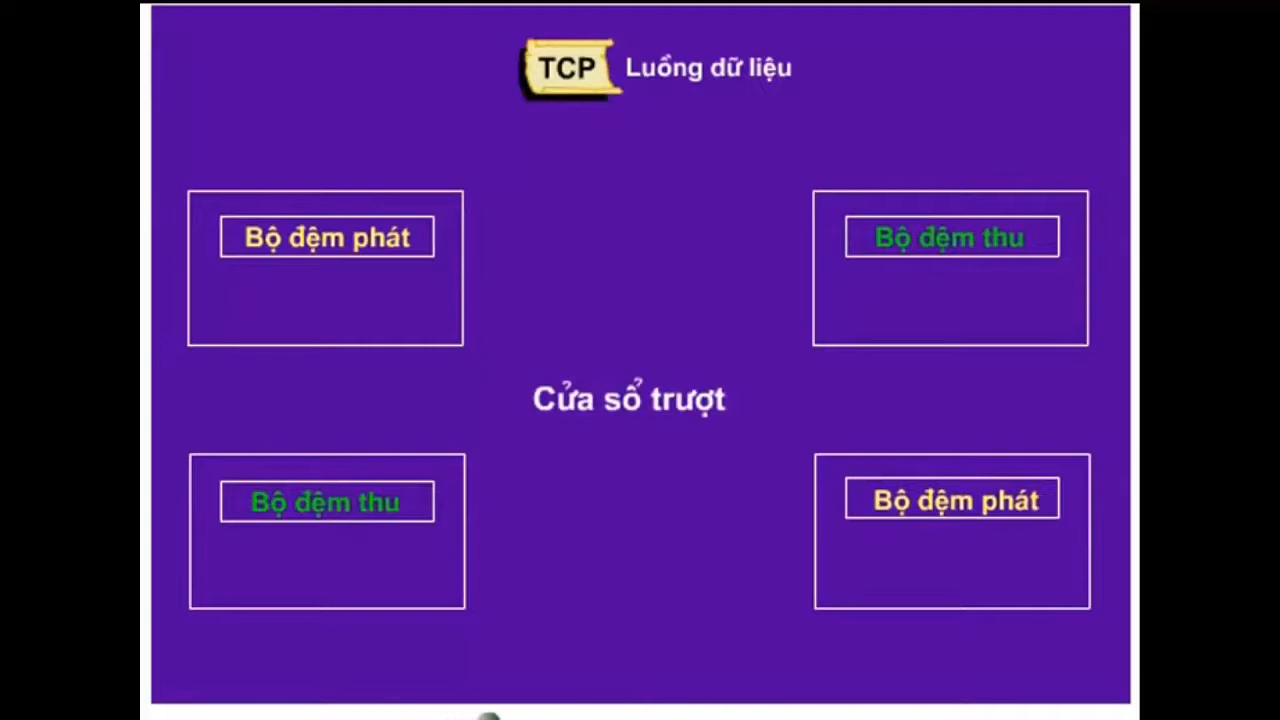 TCP Luồng dữ liệu
Bộ đệm phát
Bộ đệm thu
Cửa sổ trượt
Bộ đệm thu
Bộ đệm phát